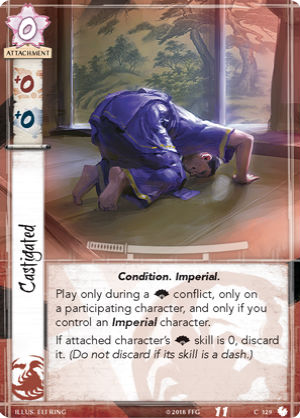 0
ATTACHMENT
+0
+0
Castigated
Condition. Imperial.
Play only during a conflict, only on
a participating character, and only if you
control an Imperial character.
If attached character's skill is 0, discard
it. (Do not discard if its skill is a dash.)
ILLUS. ELI RING
©2018 FFG
11
C 129